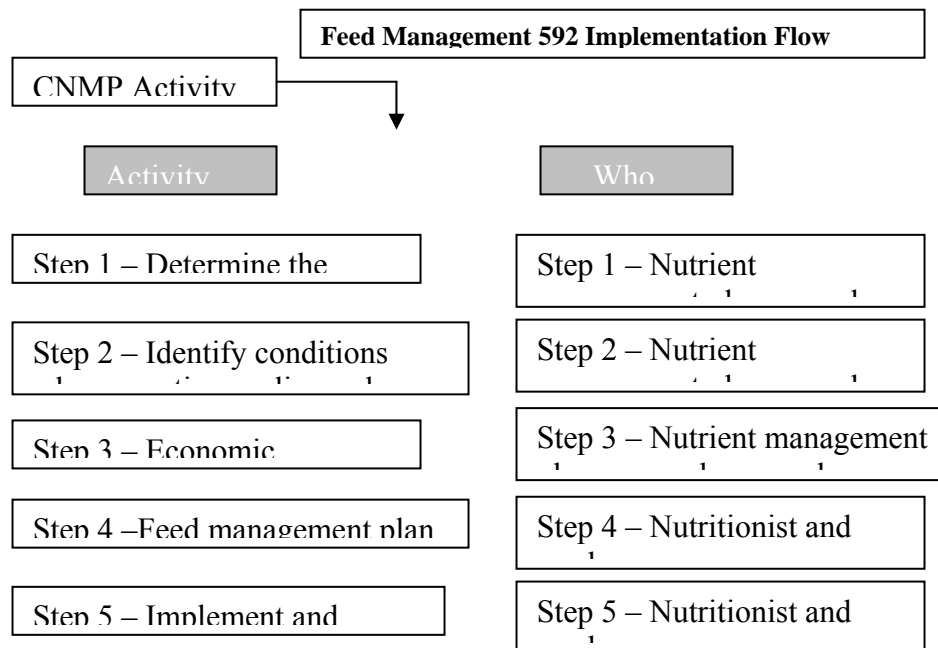 Feed Management 592 Implementation Flow
CNMP Activity
Activity
Who
Step 1 – Determine the
Step 1 – Nutrient
Step 2 – Identify conditions
Step 2 – Nutrient
Step 3 – Economic
Step 3 – Nutrient management
Step 4 –Feed management plan
Step 4 – Nutritionist and
Step 5 – Implement and
Step 5 – Nutritionist and